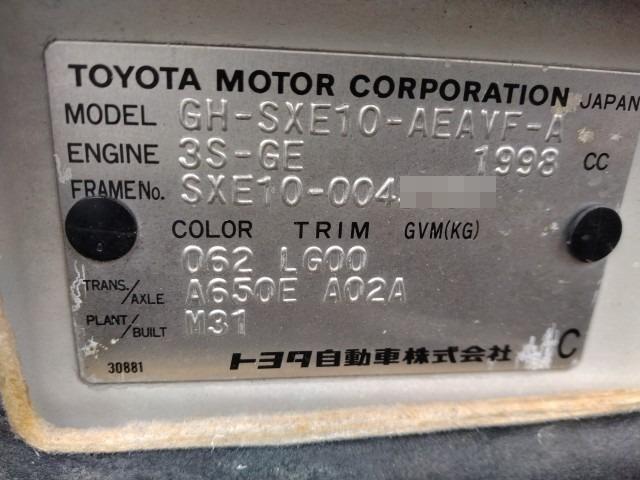 TOYOTA MOTOR CORPORATION JAPAN
MODEL GH-SXE10-AEAVF-A
ENGINE 3S-GE 1998 CC
FRAME No. SXE10-004
COLOR TRIM GVM(KG)
062 LG00
TRANS./AXLE A650E A02A
PLANT/BUILT M31
30881 トヨタ自動車株式会社 C